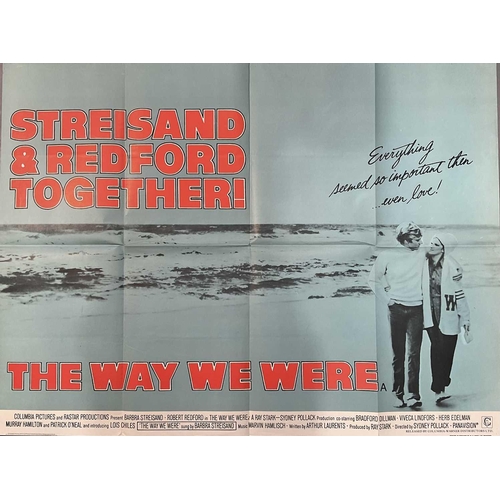 STREISAND
& REDFORD
TOGETHER!
Everything
seemed so important then
even love!
W
THE WAY WE WERE
A
COLUMBIA PICTURES and RASTAR PRODUCTIONS Present BARBRA STREISAND · ROBERT REDFORD in THE WAY WE WERE / A RAY STARK – SYDNEY POLLACK Production co-starring BRADFORD DILLMAN · VIVECA LINDFORS · HERB EDELMAN
MURRAY HAMILTON and PATRICK O'NEAL and introducing LOIS CHILES "THE WAY WE WERE" sung by BARBRA STREISAND Music MARVIN HAMLISCH · Written by ARTHUR LAURENTS · Produced by RAY STARK · Directed by SYDNEY POLLACK · PANAVISION®